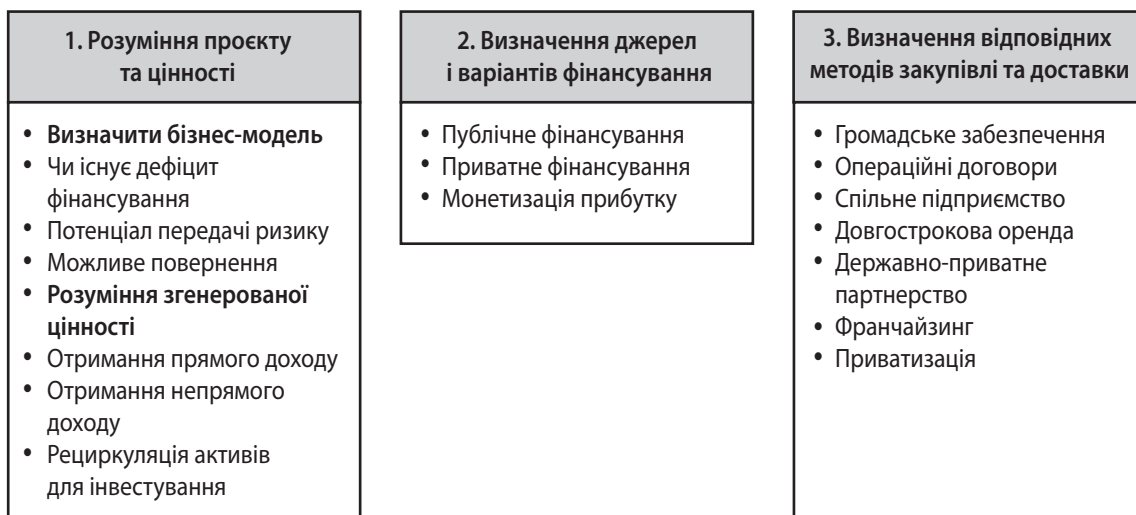 1. Розуміння проєкту
та цінності
• Визначити бізнес-модель
• Чи існує дефіцит
фінансування
• Потенціал передачі ризику
• Можливе повернення
• Розуміння згенерованої
цінності
• Отримання прямого доходу
• Отримання непрямого
доходу
• Рециркуляція активів
для інвестування
2. Визначення джерел
і варіантів фінансування
• Публічне фінансування
• Приватне фінансування
• Монетизація прибутку
3. Визначення відповідних
методів закупівлі та доставки
• Громадське забезпечення
• Операційні договори
• Спільне підприємство
• Довгострокова оренда
• Державно-приватне
партнерство
• Франчайзинг
• Приватизація